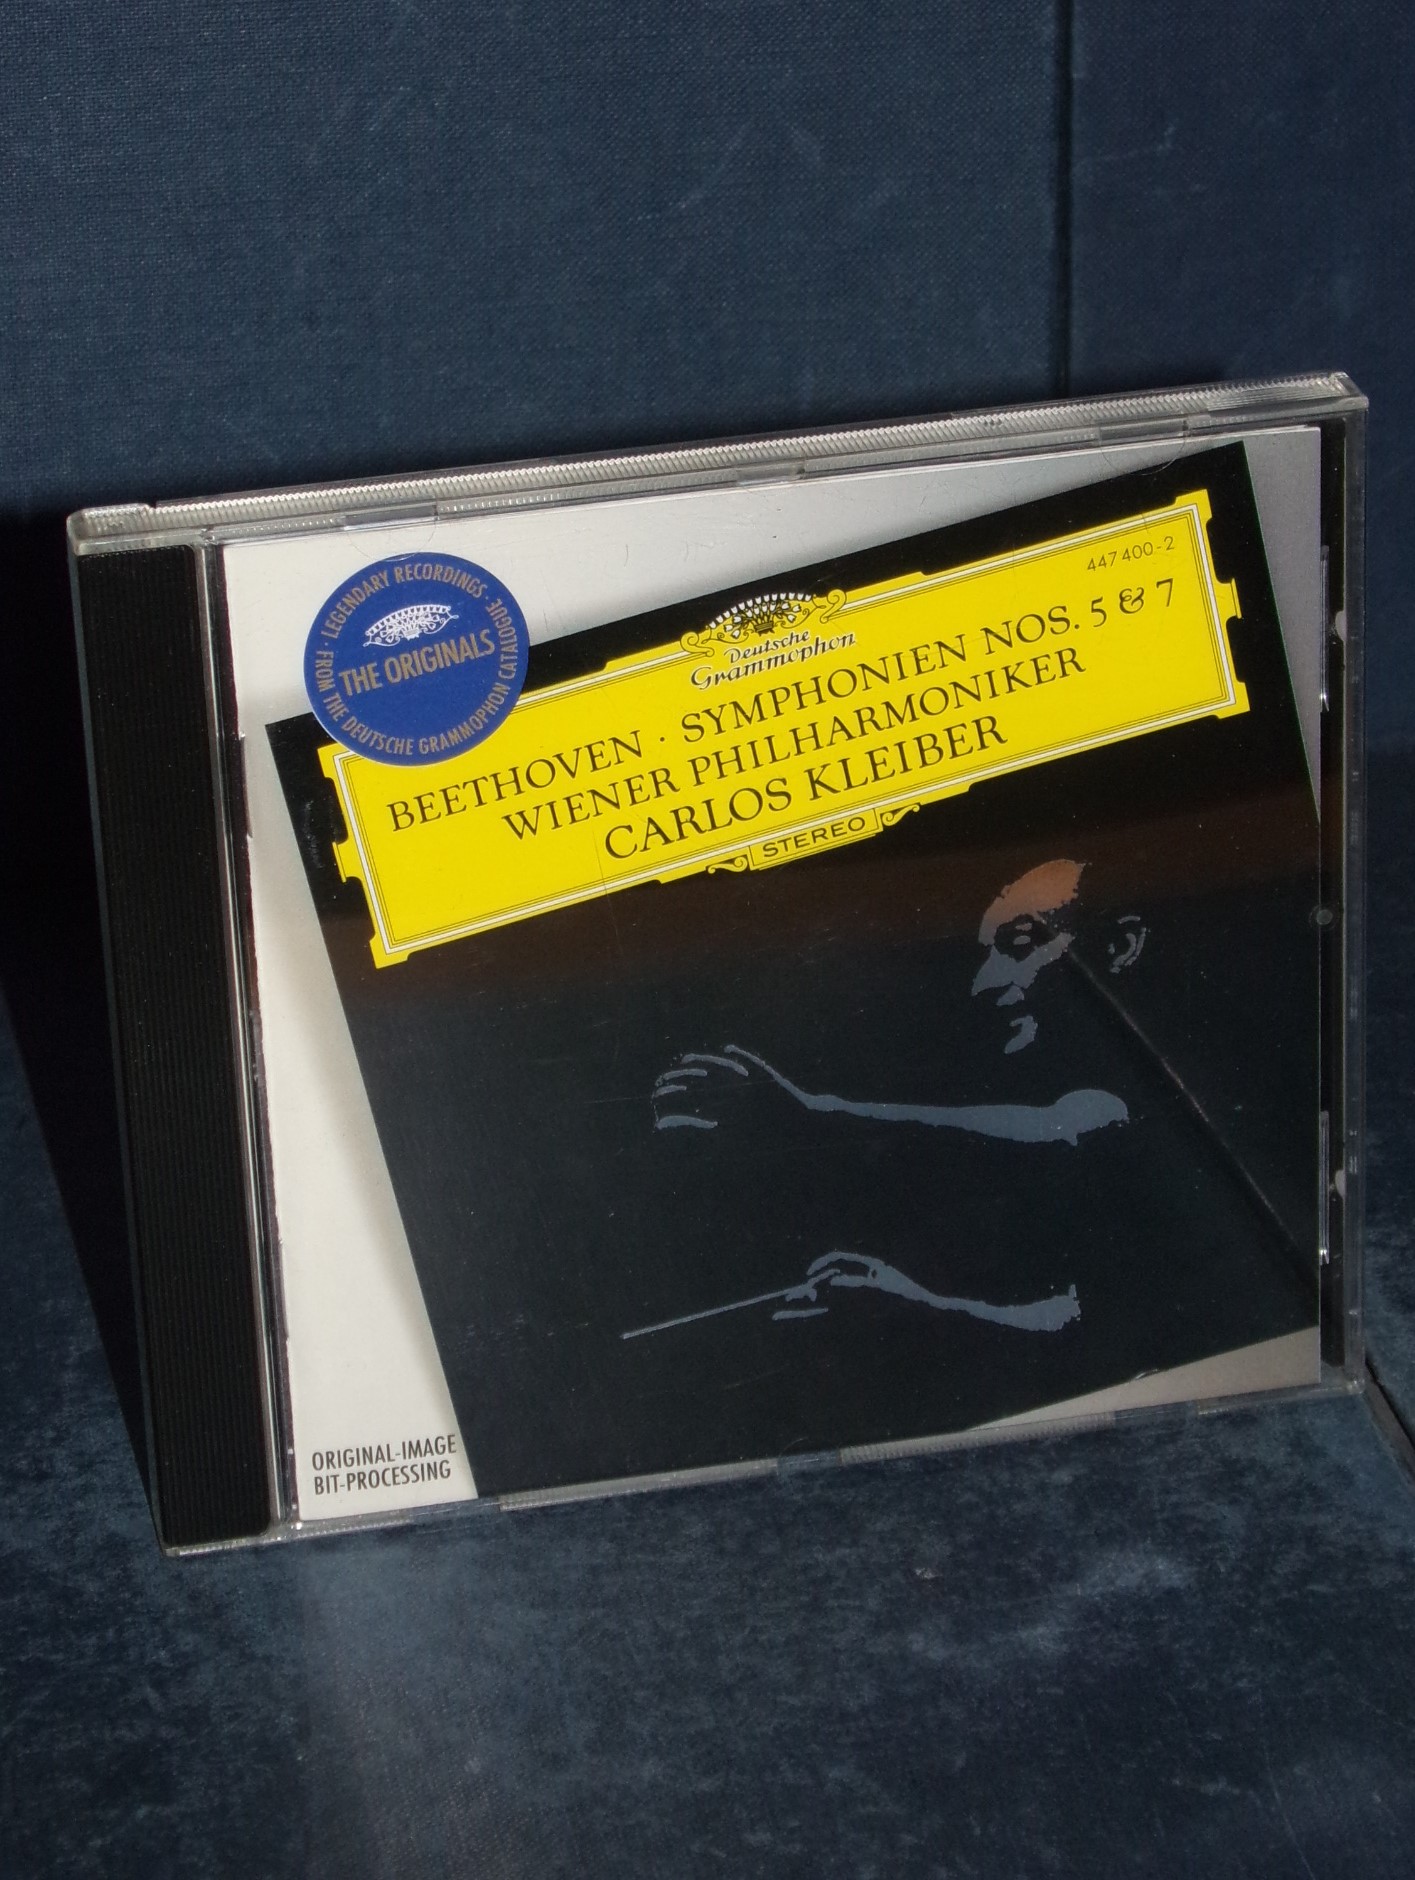 · LEGENDARY RECORDINGS ·
FROM THE DEUTSCHE GRAMMOPHON CATALOGUE
THE ORIGINALS
447 400-2
Deutsche
Grammophon
BEETHOVEN · SYMPHONIEN NOS. 5 & 7
WIENER PHILHARMONIKER
CARLOS KLEIBER
STEREO
ORIGINAL-IMAGE
BIT-PROCESSING